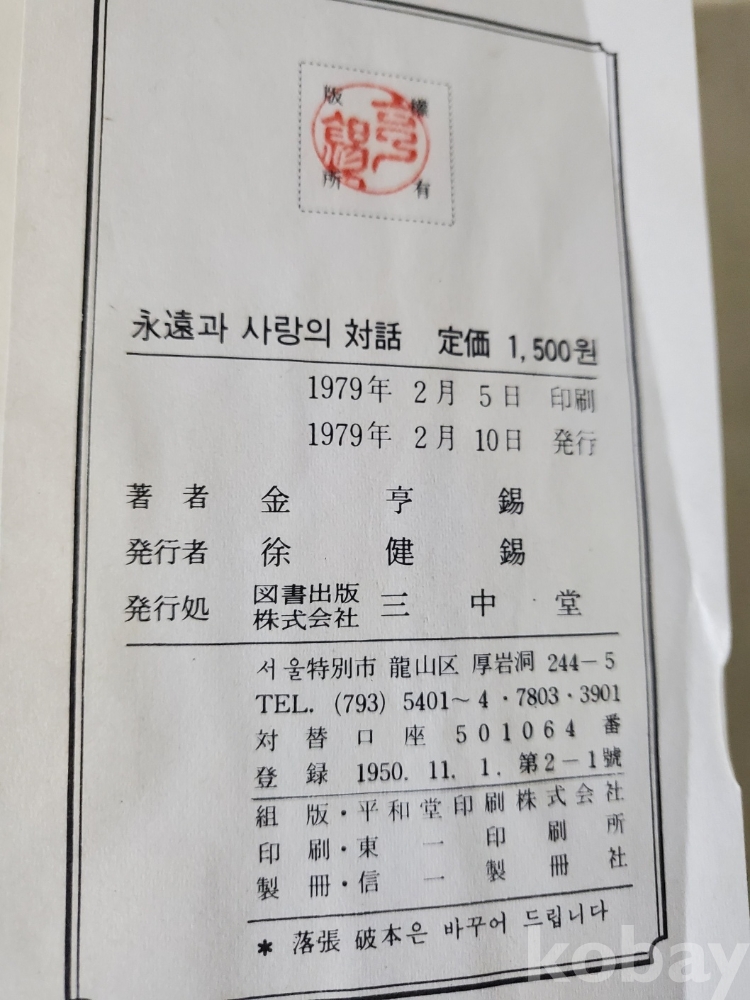 版權
所有
永遠과 사랑의 対話 定価 1,500원
1979年 2月 5日 印刷
1979年 2月 10日 発行
著者 金亨錫
発行者 徐健錫
発行処 図書出版 株式会社 三中堂
서울特別市 龍山区 厚岩洞 244-5
TEL. (793) 5401~4·7803·3901
対替口座 501064番
登録 1950. 11. 1. 第2-1號
組版·平和堂印刷株式会社
印刷·東一印刷所
製冊·信一製冊社
* 落張 破本은 바꾸어 드립니다
kobay